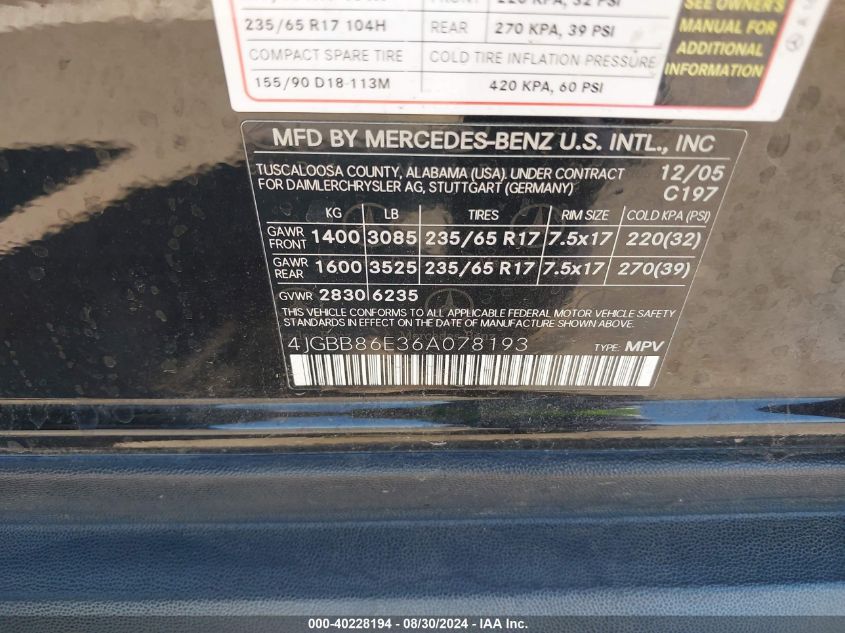 220 KPA, 32 PSI
235/65 R17 104H REAR 270 KPA, 39 PSI
COMPACT SPARE TIRE COLD TIRE INFLATION PRESSURE
155/90 D18 113M 420 KPA, 60 PSI
SEE OWNER'S
MANUAL FOR
ADDITIONAL
INFORMATION
MFD BY MERCEDES-BENZ U.S. INTL., INC
TUSCALOOSA COUNTY, ALABAMA (USA). UNDER CONTRACT 12/05
FOR DAIMLERCHRYSLER AG, STUTTGART (GERMANY) C197
KG LB TIRES RIM SIZE COLD KPA (PSI)
GAWR FRONT 1400 3085 235/65 R17 7.5x17 220(32)
GAWR REAR 1600 3525 235/65 R17 7.5x17 270(39)
GVWR 2830 6235
THIS VEHICLE CONFORMS TO ALL APPLICABLE FEDERAL MOTOR VEHICLE SAFETY
STANDARDS IN EFFECT ON THE DATE OF MANUFACTURE SHOWN ABOVE.
4JGBB86E36A078193 TYPE: MPV
000-40228194 - 08/30/2024 - IAA Inc.